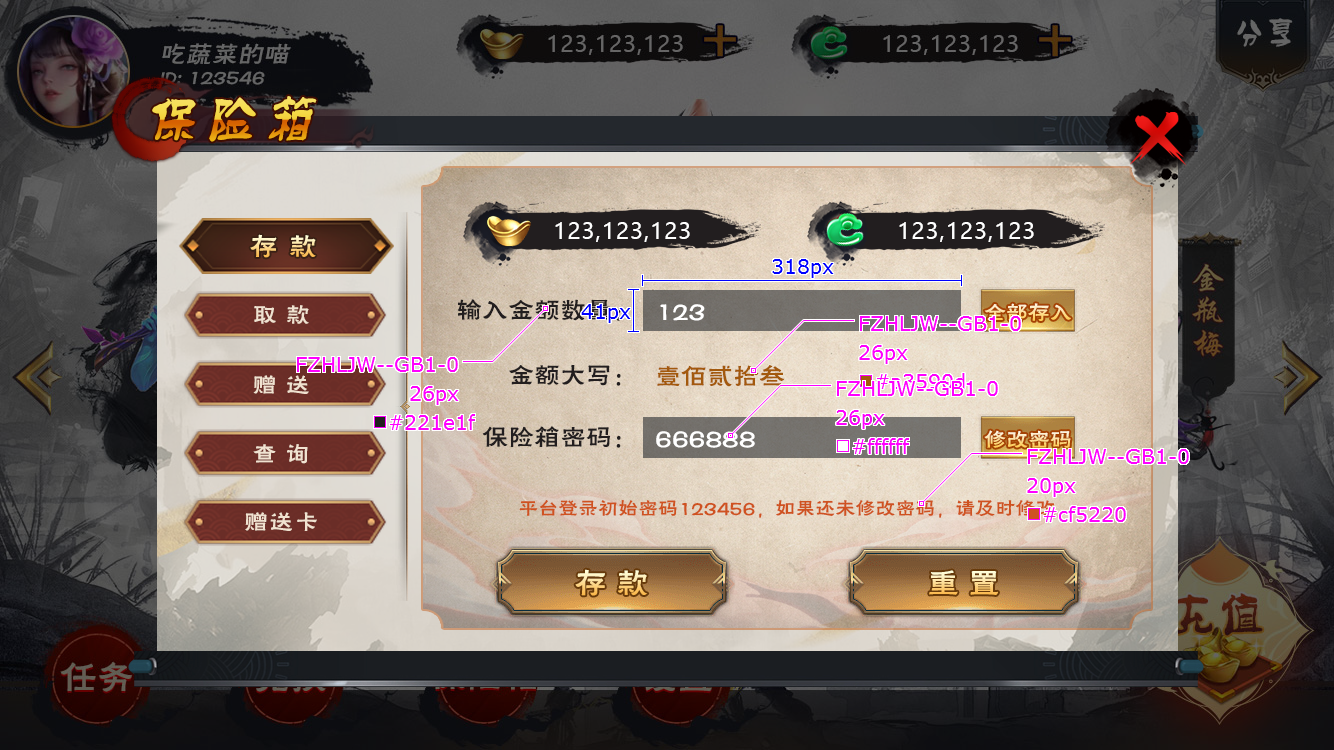 吃蔬菜的喵
ID: 123546
123,123,123
123,123,123
分享
保险箱
存款
取款
赠送
查询
赠送卡
123,123,123
123,123,123
318px
输入金额数量
41px
123
全部存入
FZHLJW--GB1-0
26px
FZHLJW--GB1-0
26px
#221e1f
金额大写：
壹佰贰拾叁
FZHLJW--GB1-0
26px
#ffffff
保险箱密码：
666888
修改密码
FZHLJW--GB1-0
20px
#cf5220
平台登录初始密码123456，如果还未修改密码，请及时修改
存款
重置
金瓶梅
充值
任务